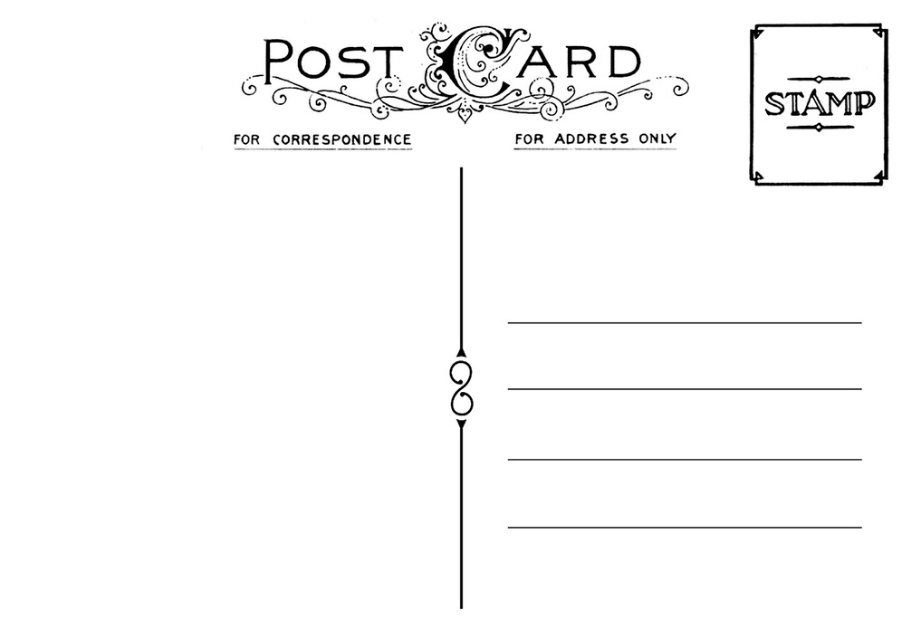 POST CARD
FOR CORRESPONDENCE
FOR ADDRESS ONLY
STAMP